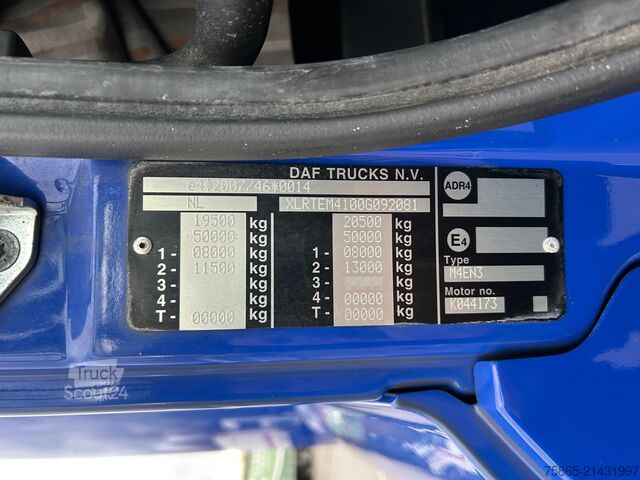 DAF TRUCKS N.V.
e4*2007/46*0014
NL XLRTEM4100G092081
19500 kg 20500 kg
50000 kg 50000 kg
1 - 08000 kg 1 - 08000 kg
2 - 11500 kg 2 - 13000 kg
3 - kg 3 - kg
4 - kg 4 - 00000 kg
T - 00000 kg T - 00000 kg
ADR4
E4
Type
M4EN3
Motor no.
K044173
Truck
Scout24
75665-21431997